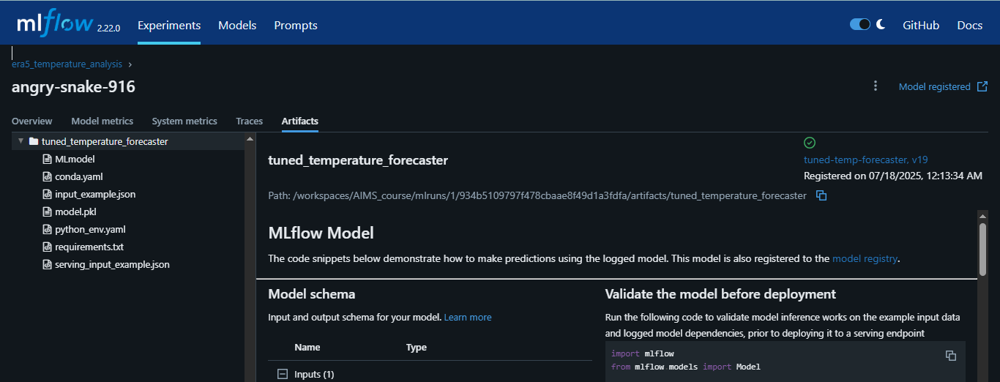 mlflow 2.22.0 Experiments Models Prompts GitHub Docs
era5_temperature_analysis
angry-snake-916
Model registered
Overview Model metrics System metrics Traces Artifacts
tuned_temperature_forecaster
MLmodel
conda.yaml
input_example.json
model.pkl
python_env.yaml
requirements.txt
serving_input_example.json
tuned_temperature_forecaster
tuned-temp-forecaster, v19
Registered on 07/18/2025, 12:13:34 AM
Path: /workspaces/AIMS_course/mlruns/1/934b5109797f478cbaae8f49d1a3fdfa/artifacts/tuned_temperature_forecaster
MLflow Model
The code snippets below demonstrate how to make predictions using the logged model. This model is also registered to the model registry.
Model schema
Input and output schema for your model. Learn more
Name Type
Inputs (1)
Validate the model before deployment
Run the following code to validate model inference works on the example input data
and logged model dependencies, prior to deploying it to a serving endpoint
import mlflow
from mlflow.models import Model